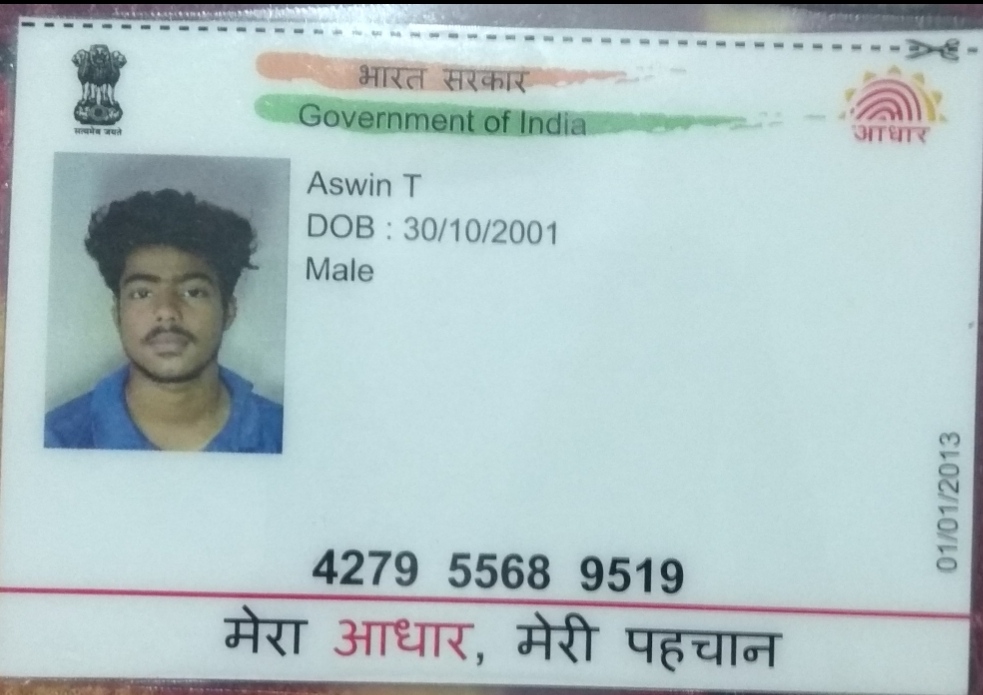 भारत सरकार
Government of India
सत्यमेव जयते
आधार
Aswin T
DOB : 30/10/2001
Male
01/01/2013
4279 5568 9519
मेरा आधार, मेरी पहचान